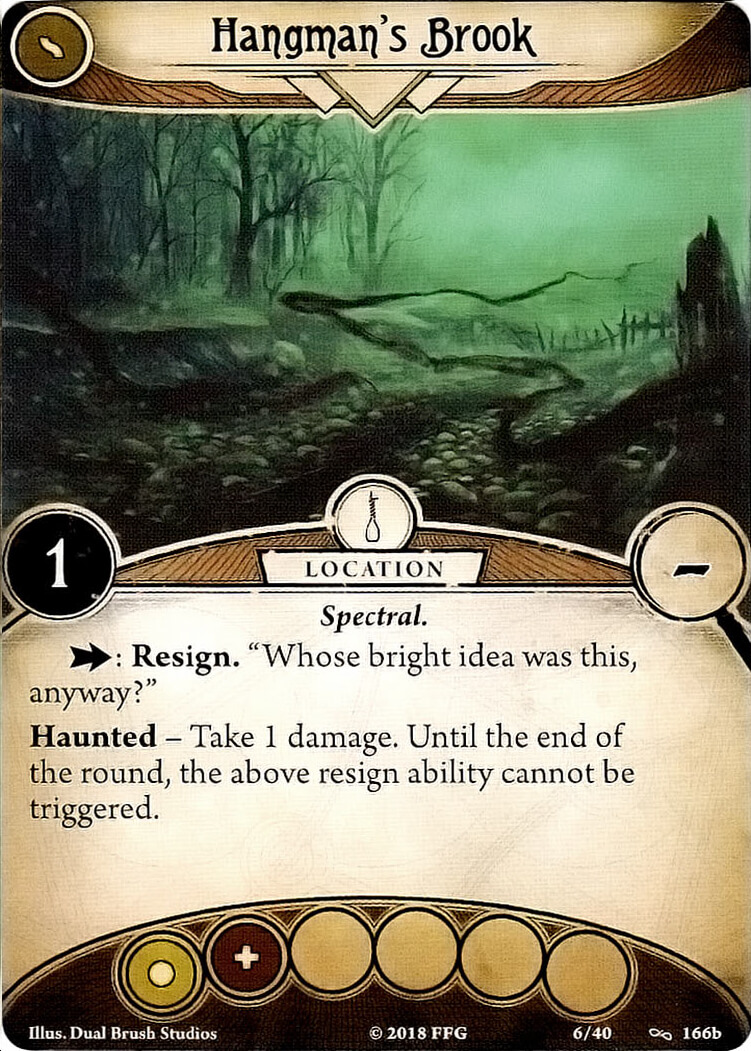 Hangman's Brook
1
LOCATION
-
Spectral.
: Resign. “Whose bright idea was this,
anyway?”
Haunted – Take 1 damage. Until the end of
the round, the above resign ability cannot be
triggered.
Illus. Dual Brush Studios © 2018 FFG 6/40 166b